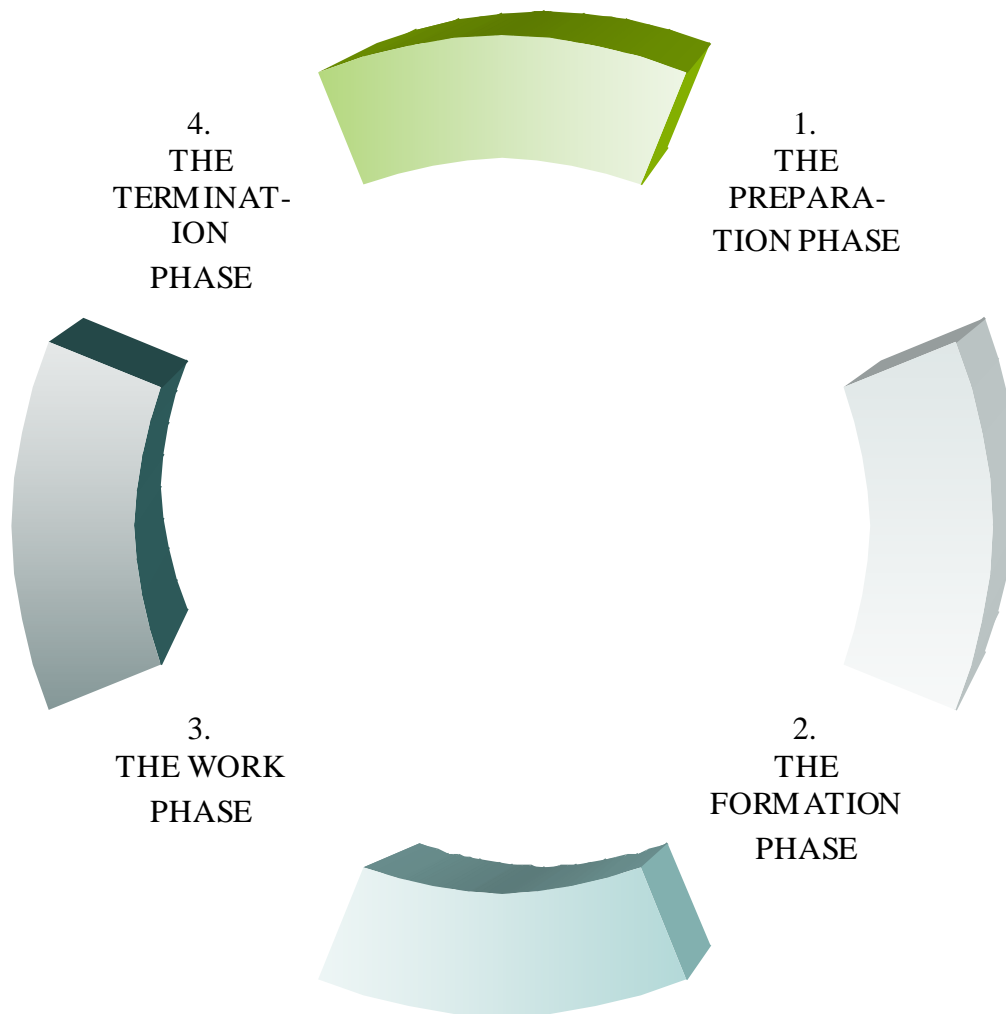 1.
THE
PREPARA-
TION PHASE
2.
THE
FORMATION
PHASE
3.
THE WORK
PHASE
4.
THE
TERMINAT-
ION
PHASE